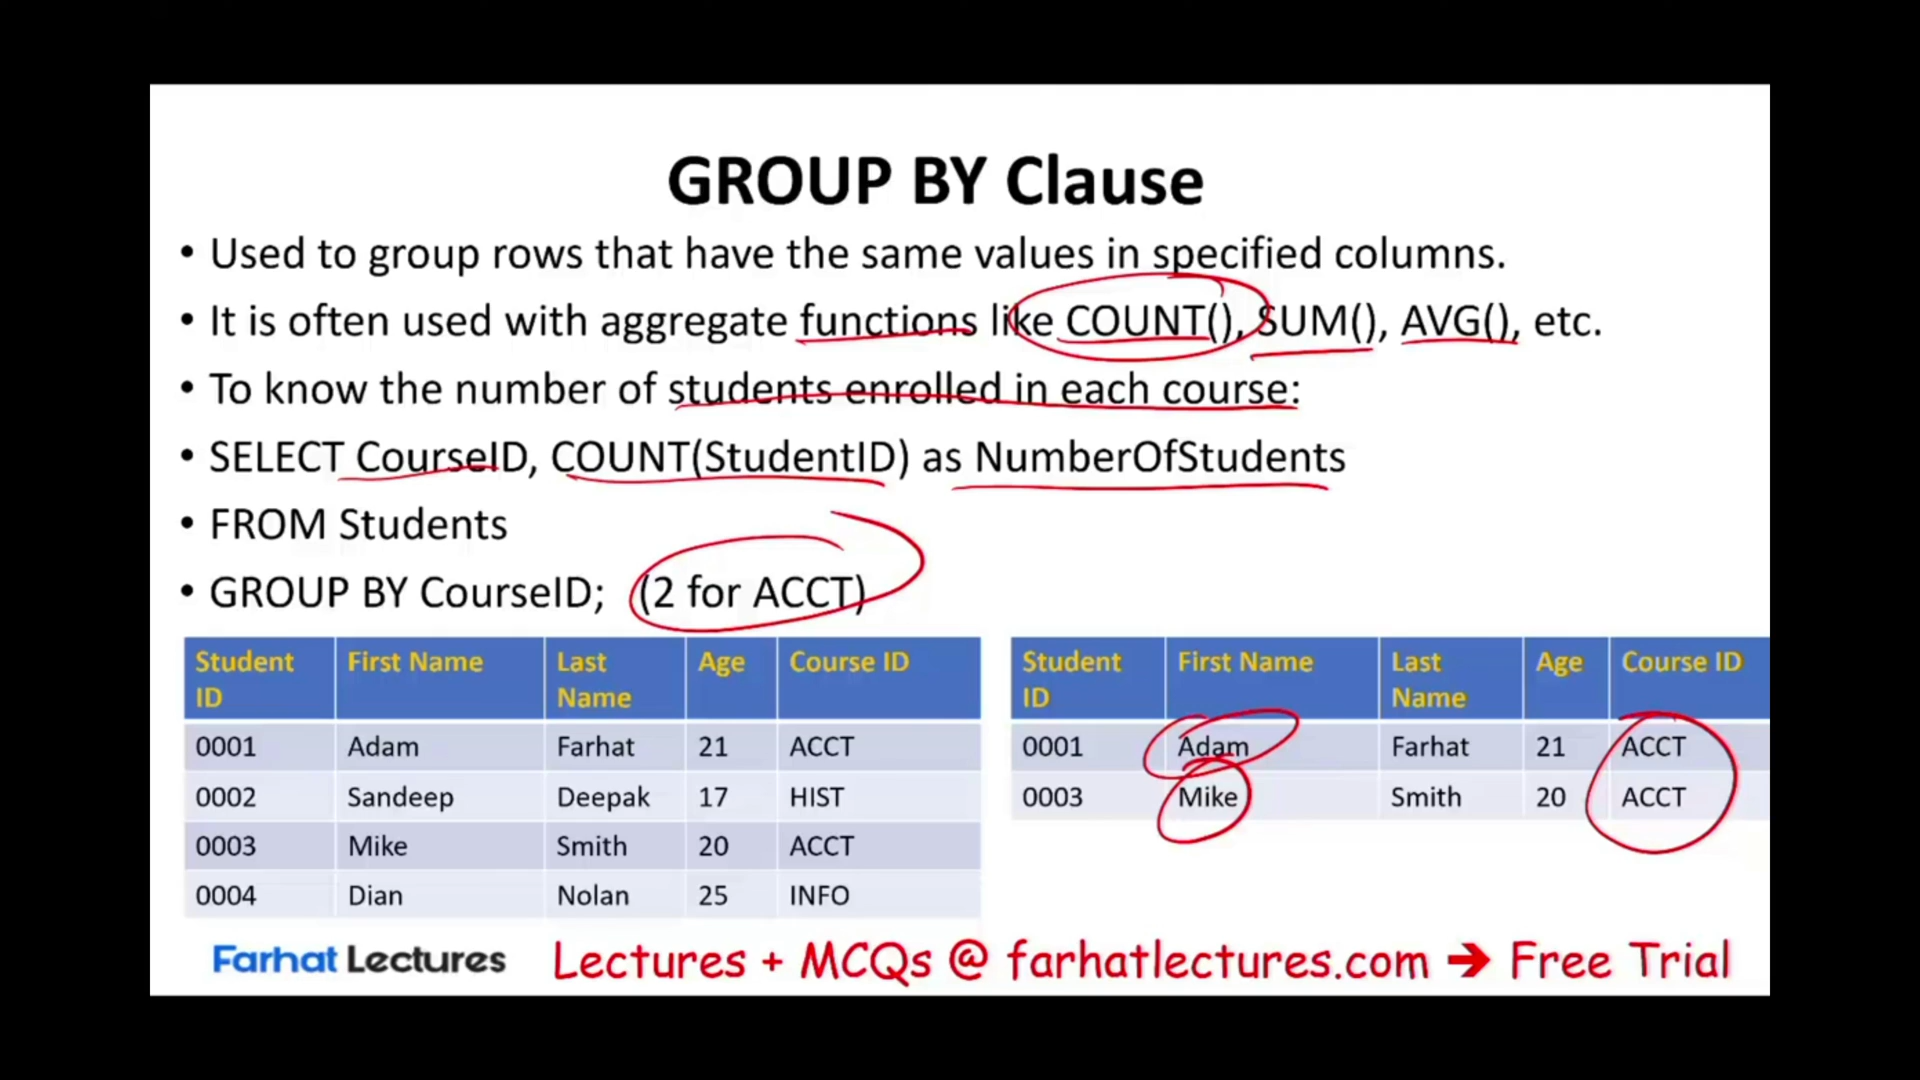 GROUP BY Clause
• Used to group rows that have the same values in specified columns.
• It is often used with aggregate functions like COUNT(), SUM(), AVG(), etc.
• To know the number of students enrolled in each course:
• SELECT CourseID, COUNT(StudentID) as NumberOfStudents
• FROM Students
• GROUP BY CourseID; (2 for ACCT)
Student ID First Name Last Name Age Course ID
0001 Adam Farhat 21 ACCT
0002 Sandeep Deepak 17 HIST
0003 Mike Smith 20 ACCT
0004 Dian Nolan 25 INFO
Student ID First Name Last Name Age Course ID
0001 Adam Farhat 21 ACCT
0003 Mike Smith 20 ACCT
Farhat Lectures
Lectures + MCQs @ farhatlectures.com → Free Trial